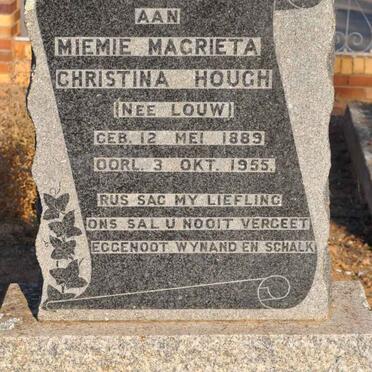 AAN
MIEMIE MAGRIETA
CHRISTINA HOUGH
(NEE LOUW)
GEB. 12 MEI 1889
OORL. 3 OKT. 1955.
RUS SAG MY LIEFLING
ONS SAL U NOOIT VERGEET
EGGENOOT WYNAND EN SCHALK